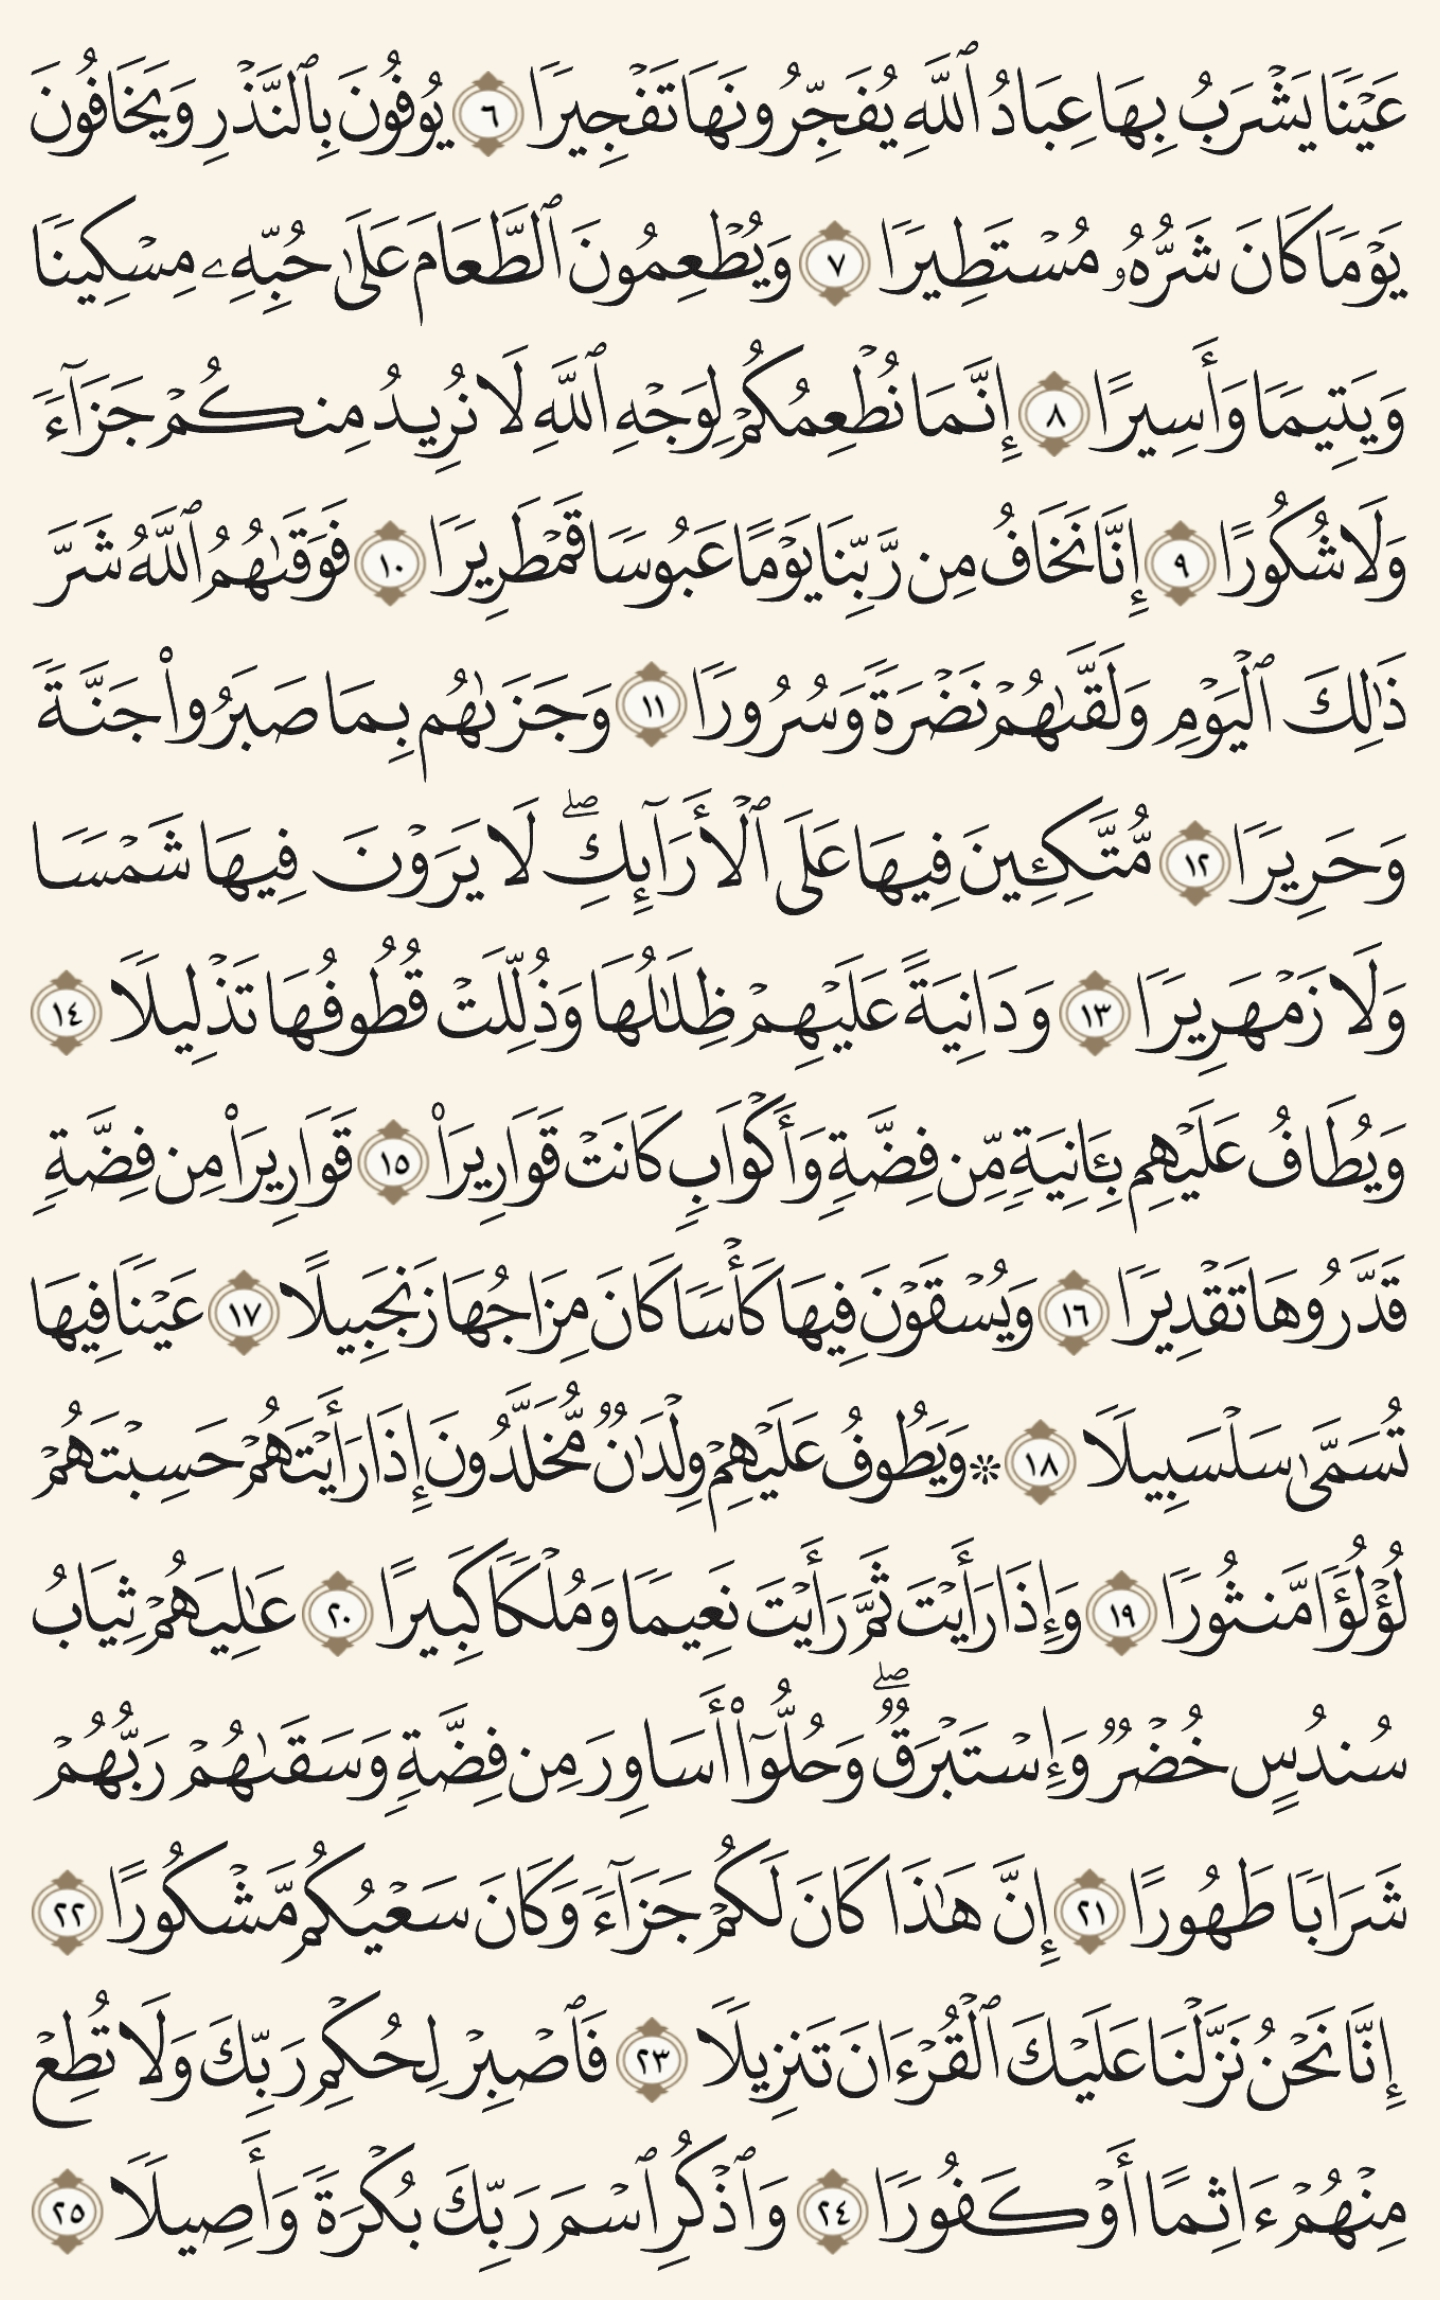 عَيْنًا يَشْرَبُ بِهَا عِبَادُ ٱللَّهِ يُفَجِّرُونَهَا تَفْجِيرًا ٦ يُوفُونَ بِٱلنَّذْرِ وَيَخَافُونَ
يَوْمًا كَانَ شَرُّهُۥ مُسْتَطِيرًا ٧ وَيُطْعِمُونَ ٱلطَّعَامَ عَلَىٰ حُبِّهِۦ مِسْكِينًا
وَيَتِيمًا وَأَسِيرًا ٨ إِنَّمَا نُطْعِمُكُمْ لِوَجْهِ ٱللَّهِ لَا نُرِيدُ مِنكُمْ جَزَآءً
وَلَا شُكُورًا ٩ إِنَّا نَخَافُ مِن رَّبِّنَا يَوْمًا عَبُوسًا قَمْطَرِيرًا ١٠ فَوَقَىٰهُمُ ٱللَّهُ شَرَّ
ذَٰلِكَ ٱلْيَوْمِ وَلَقَّىٰهُمْ نَضْرَةً وَسُرُورًا ١١ وَجَزَىٰهُم بِمَا صَبَرُوا۟ جَنَّةً
وَحَرِيرًا ١٢ مُّتَّكِـِٔينَ فِيهَا عَلَى ٱلْأَرَآئِكِ ۖ لَا يَرَوْنَ فِيهَا شَمْسًا
وَلَا زَمْهَرِيرًا ١٣ وَدَانِيَةً عَلَيْهِمْ ظِلَـٰلُهَا وَذُلِّلَتْ قُطُوفُهَا تَذْلِيلًا ١٤
وَيُطَافُ عَلَيْهِم بِـَٔانِيَةٍ مِّن فِضَّةٍ وَأَكْوَابٍ كَانَتْ قَوَارِيرَا۠ ١٥ قَوَارِيرَا۟ مِن فِضَّةٍ
قَدَّرُوهَا تَقْدِيرًا ١٦ وَيُسْقَوْنَ فِيهَا كَأْسًا كَانَ مِزَاجُهَا زَنجَبِيلًا ١٧ عَيْنًا فِيهَا
تُسَمَّىٰ سَلْسَبِيلًا ١٨ ۞ وَيَطُوفُ عَلَيْهِمْ وِلْدَٰنٌ مُّخَلَّدُونَ إِذَا رَأَيْتَهُمْ حَسِبْتَهُمْ
لُؤْلُؤًا مَّنثُورًا ١٩ وَإِذَا رَأَيْتَ ثَمَّ رَأَيْتَ نَعِيمًا وَمُلْكًا كَبِيرًا ٢٠ عَـٰلِيَهُمْ ثِيَابُ
سُندُسٍ خُضْرٌ وَإِسْتَبْرَقٌ ۖ وَحُلُّوٓا۟ أَسَاوِرَ مِن فِضَّةٍ وَسَقَىٰهُمْ رَبُّهُمْ
شَرَابًا طَهُورًا ٢١ إِنَّ هَـٰذَا كَانَ لَكُمْ جَزَآءً وَكَانَ سَعْيُكُم مَّشْكُورًا ٢٢
إِنَّا نَحْنُ نَزَّلْنَا عَلَيْكَ ٱلْقُرْءَانَ تَنزِيلًا ٢٣ فَٱصْبِرْ لِحُكْمِ رَبِّكَ وَلَا تُطِعْ
مِنْهُمْ ءَاثِمًا أَوْ كَفُورًا ٢٤ وَٱذْكُرِ ٱسْمَ رَبِّكَ بُكْرَةً وَأَصِيلًا ٢٥